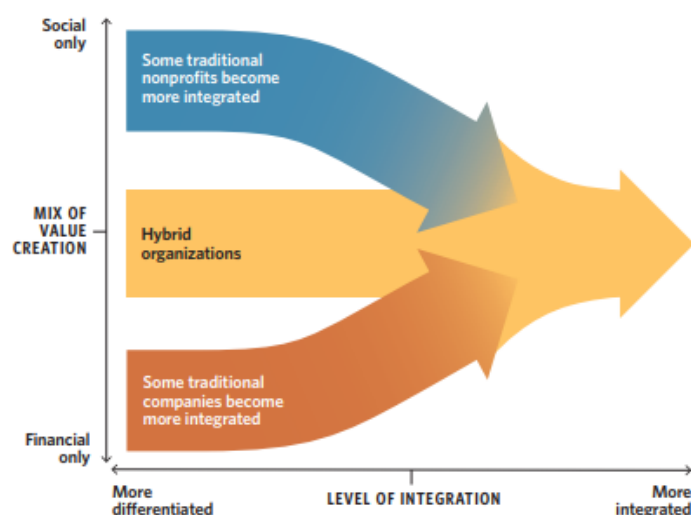 Social
only
Some traditional
nonprofits become
more integrated
MIX OF
VALUE
CREATION
Hybrid
organizations
Some traditional
companies become
more integrated
Financial
only
More
differentiated
LEVEL OF INTEGRATION
More
integrated